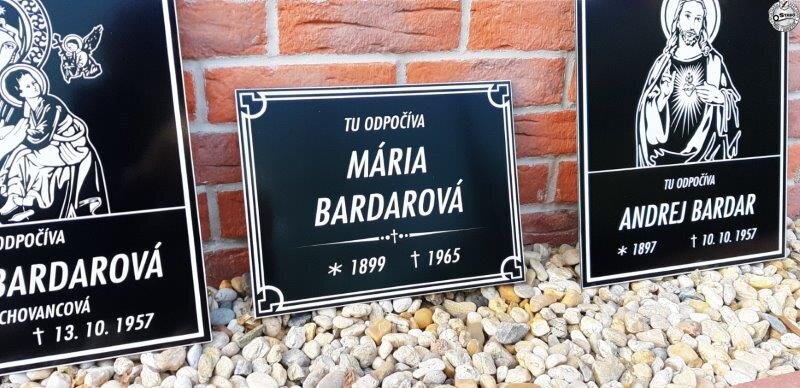 ODPOČÍVA
BARDAROVÁ
CHOVANCOVÁ
† 13. 10. 1957
TU ODPOČÍVA
MÁRIA
BARDAROVÁ
* 1899 † 1965
TU ODPOČÍVA
ANDREJ BARDAR
* 1897 † 10. 10. 1957